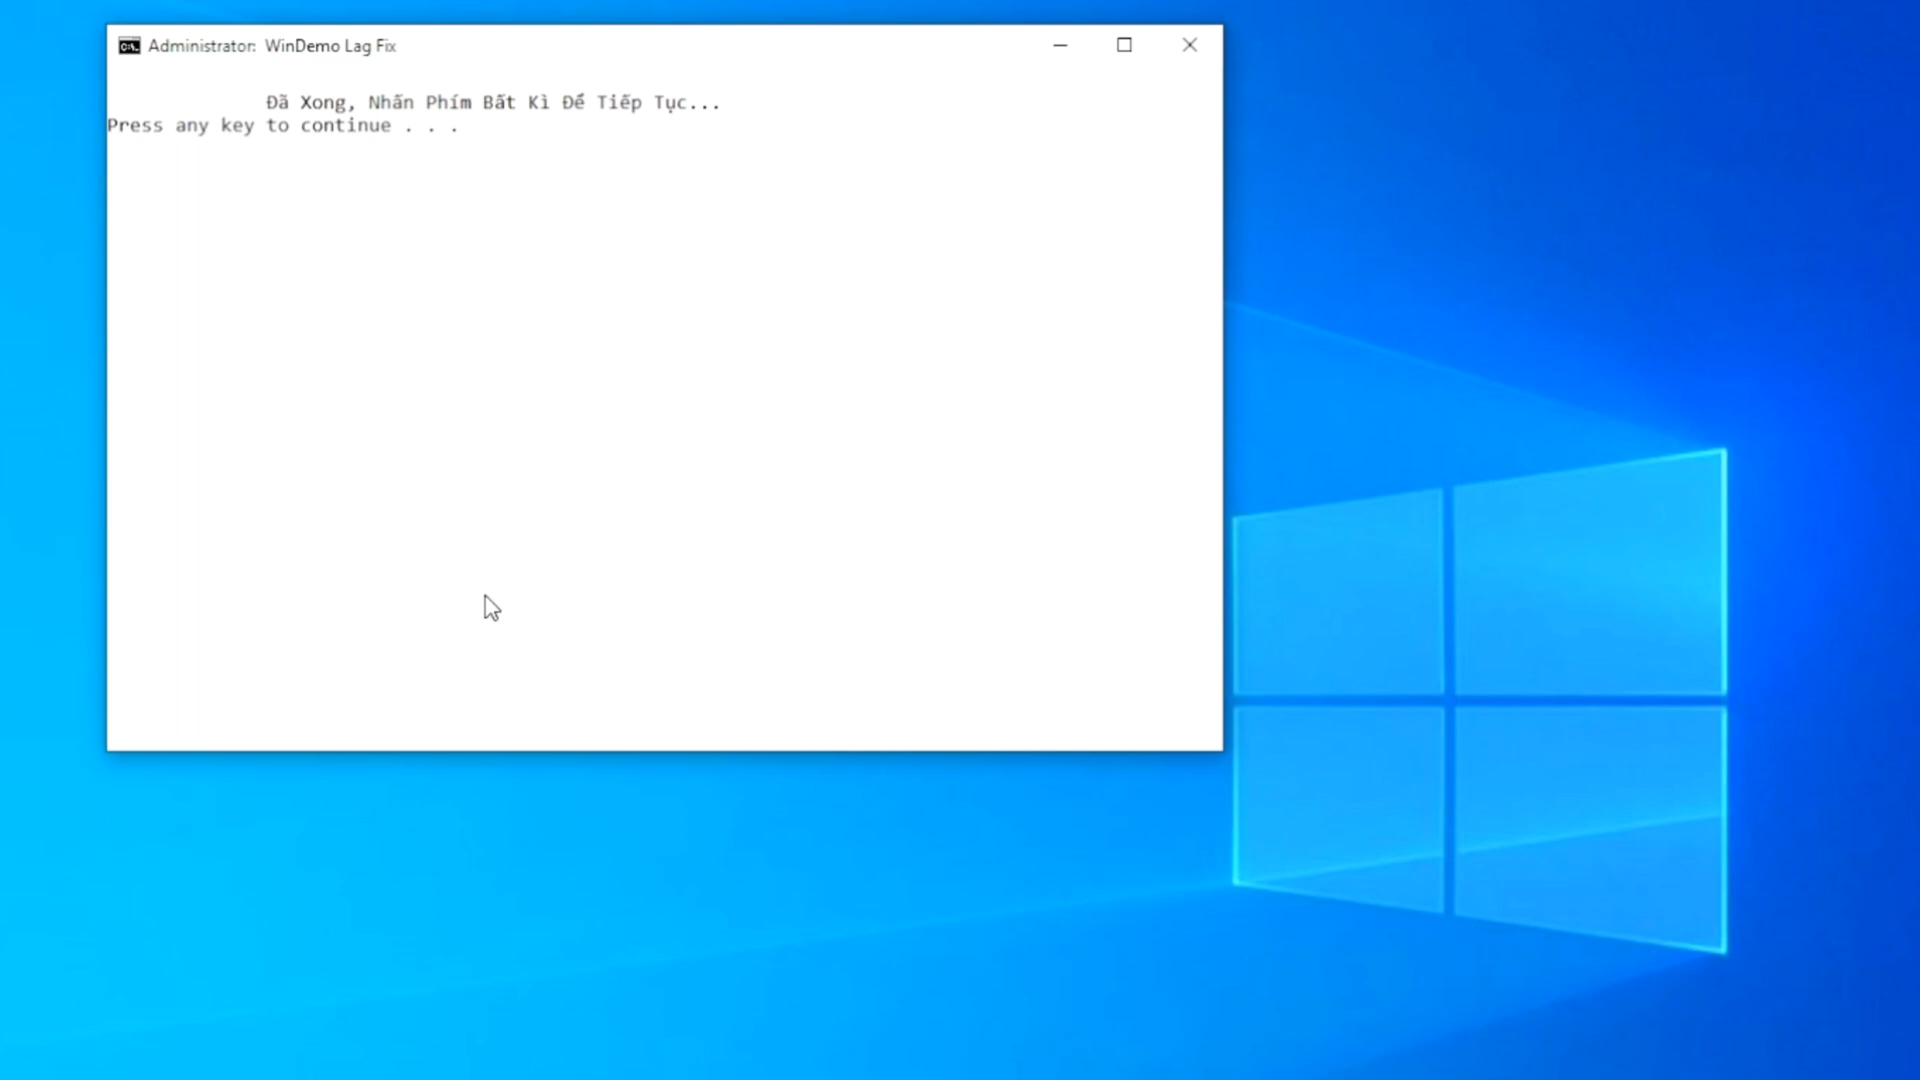 Administrator: WinDemo Lag Fix
Đã Xong, Nhấn Phím Bất Kì Để Tiếp Tục...
Press any key to continue . . .